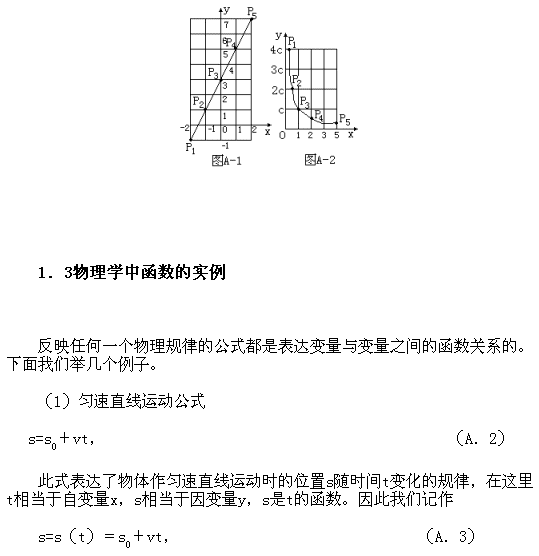 y P₅
7
6 P₄
5
P₃ 4
3
P₂ 2
1
-2 -1 0 1 2 x
P₁ -1
图A-1
y
4c P₁
3c
2c P₂
c P₃
P₄ P₅
0 1 2 3 4 5 x
图A-2
1．3物理学中函数的实例
反映任何一个物理规律的公式都是表达变量与变量之间的函数关系的。
下面我们举几个例子。
（1）匀速直线运动公式
s=s₀＋vt， （A．2）
此式表达了物体作匀速直线运动时的位置s随时间t变化的规律，在这里
t相当于自变量x，s相当于因变量y，s是t的函数。因此我们记作
s=s（t）＝s₀＋vt， （A．3）